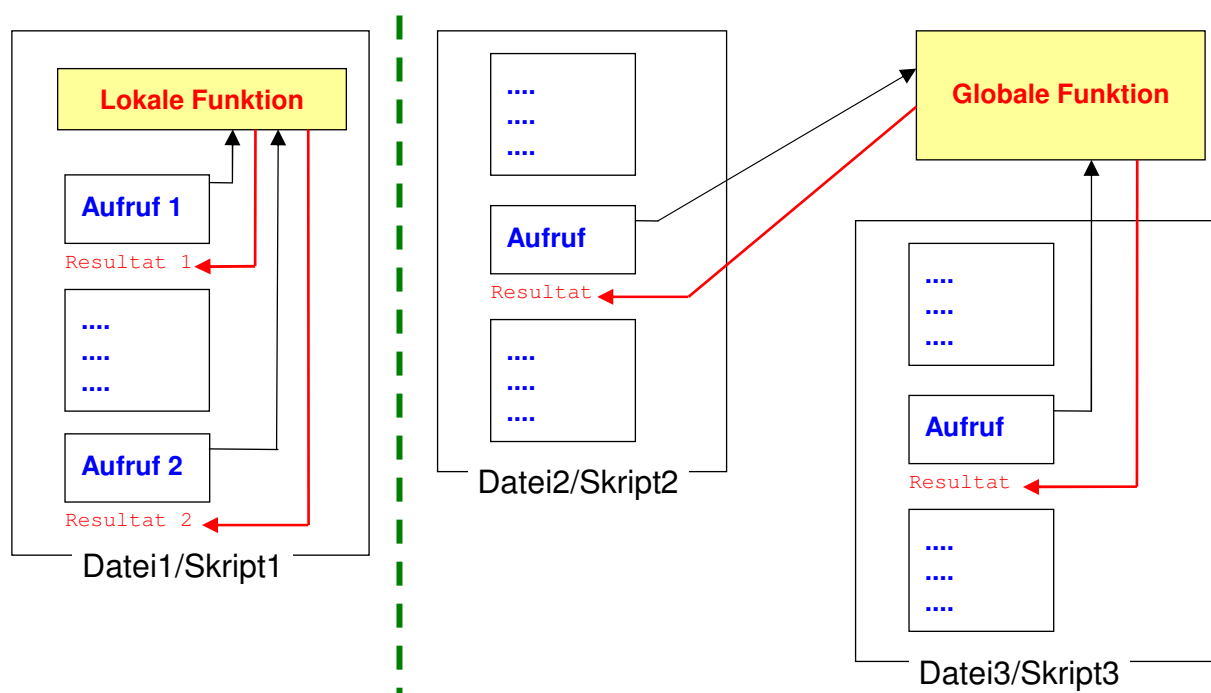 Lokale Funktion
Aufruf 1
Resultat 1
....
....
....
Aufruf 2
Resultat 2
Datei1/Skript1
....
....
....
Aufruf
Resultat
....
....
....
Datei2/Skript2
Globale Funktion
....
....
....
Aufruf
Resultat
....
....
....
Datei3/Skript3